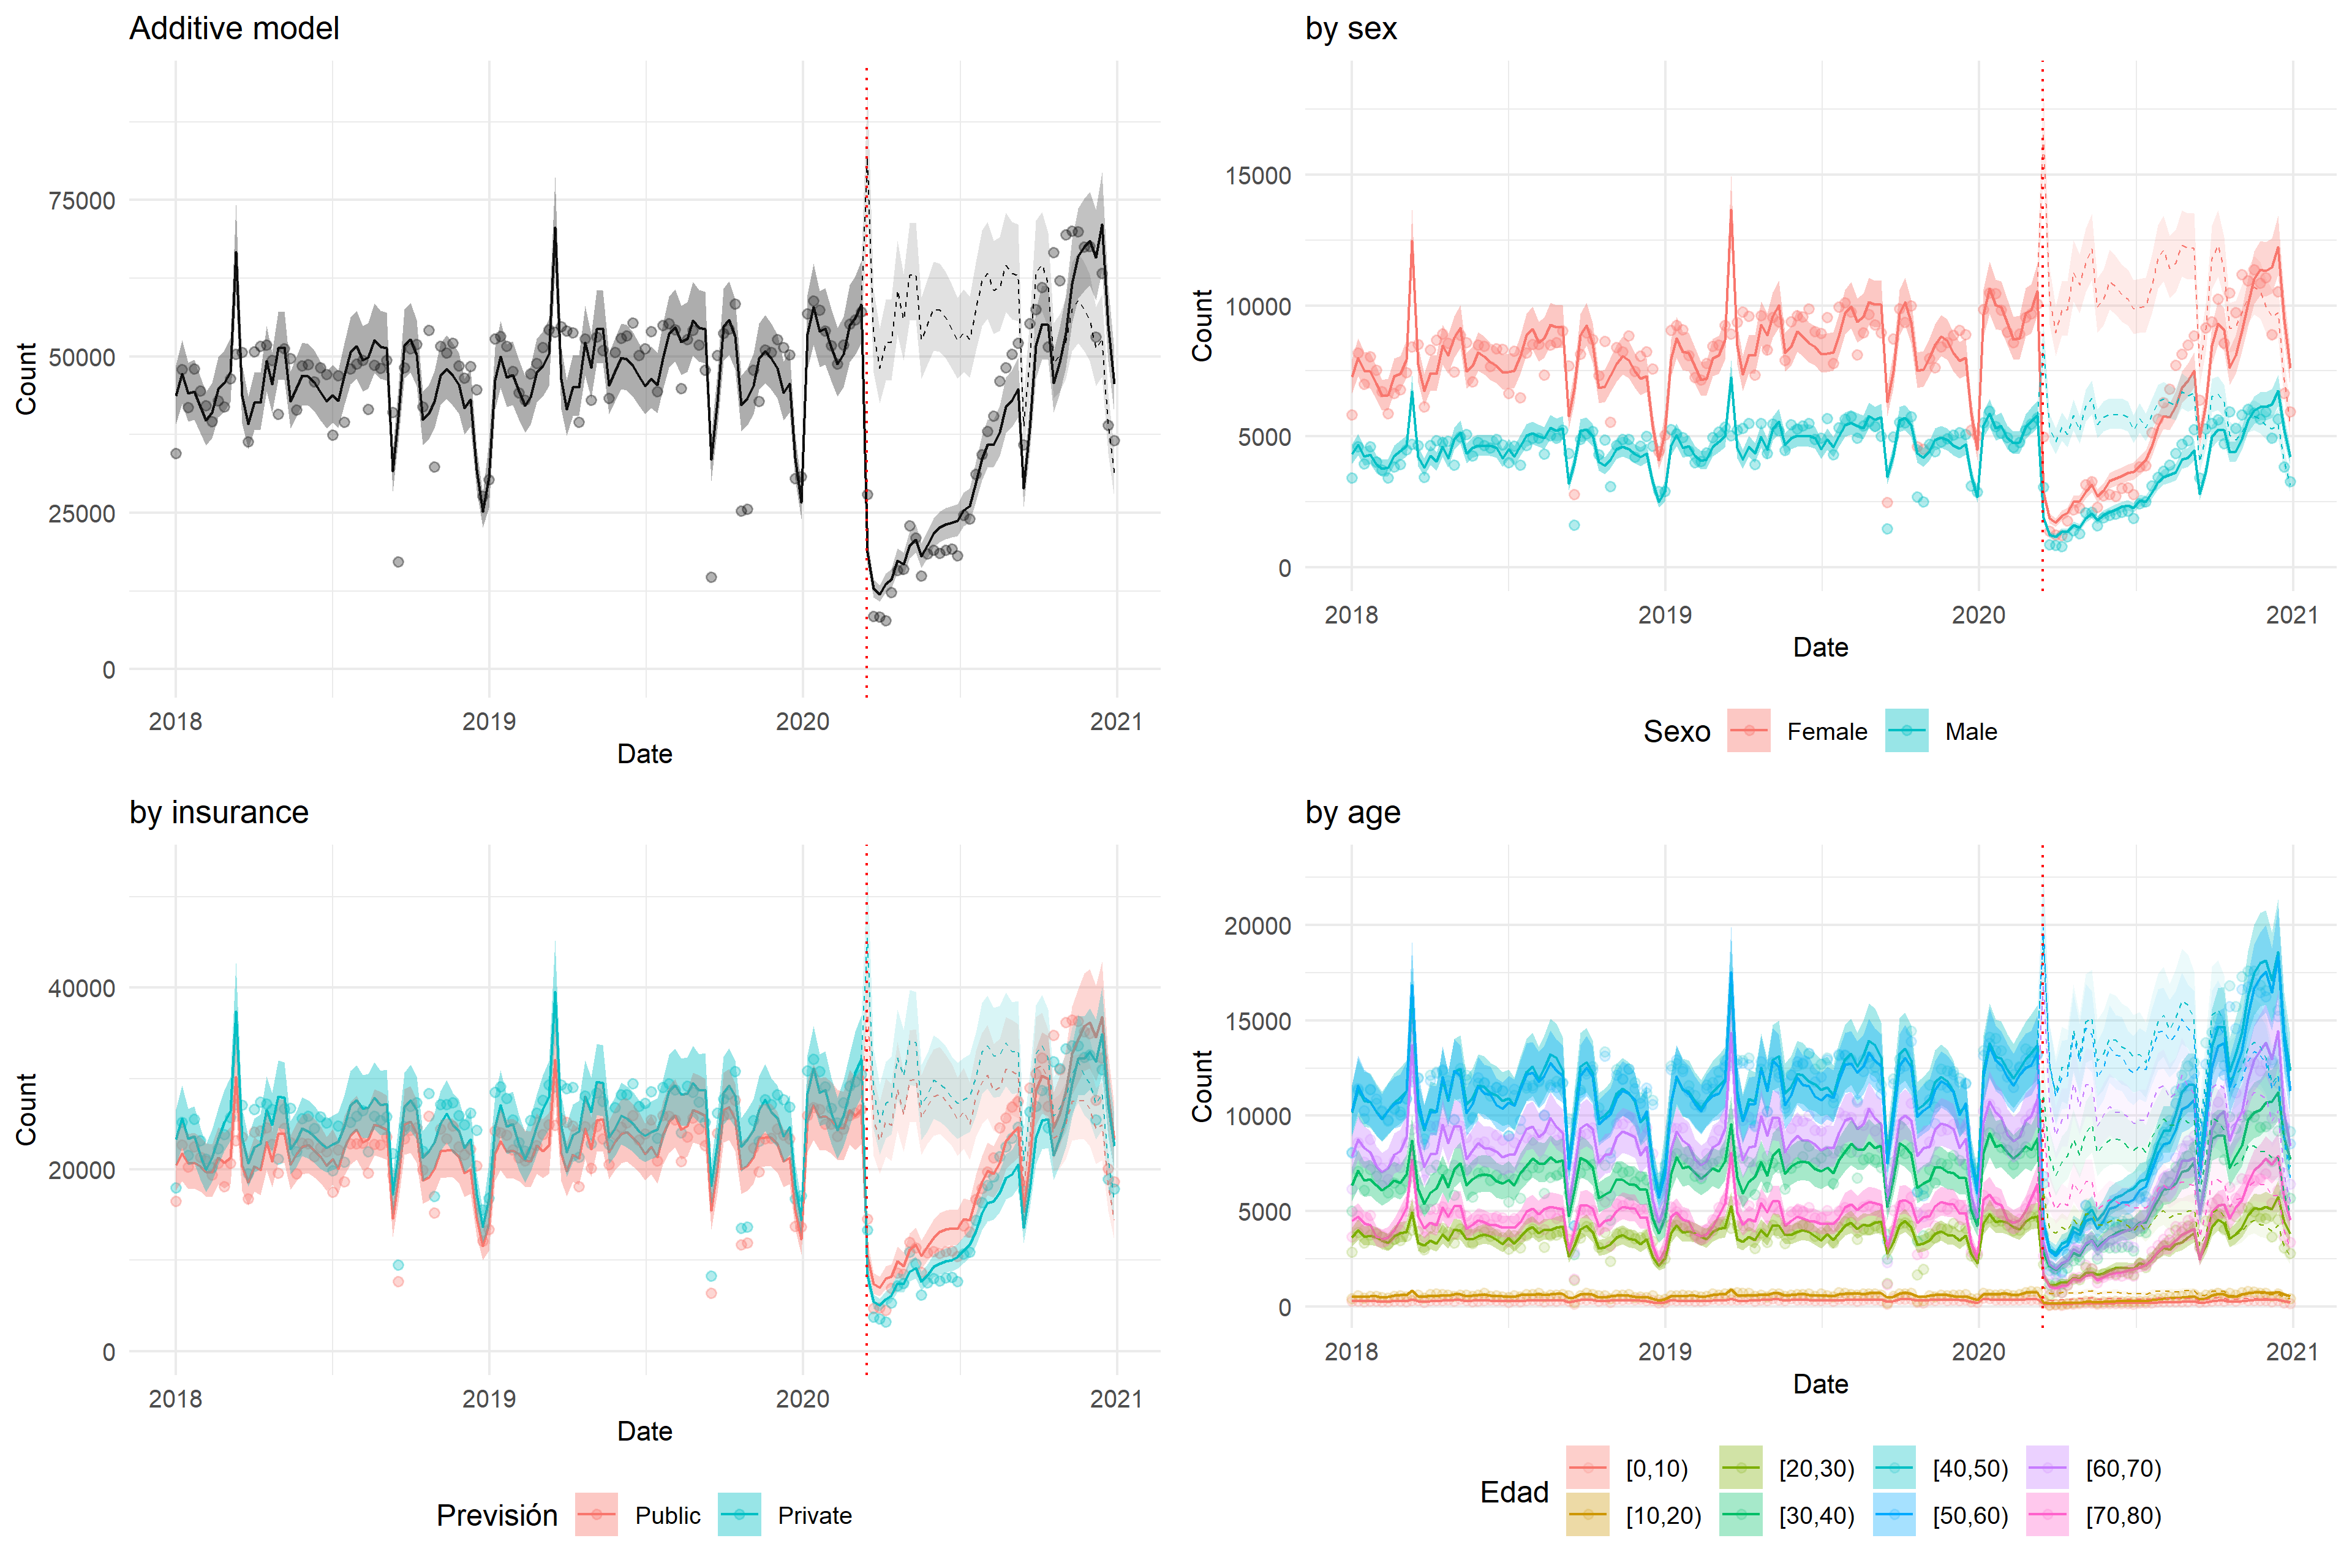 Additive model
Count
75000
50000
25000
0
2018 2019 2020 2021
Date
by sex
Count
15000
10000
5000
0
2018 2019 2020 2021
Date
Sexo Female Male
by insurance
Count
40000
20000
0
2018 2019 2020 2021
Date
Previsión Public Private
by age
Count
20000
15000
10000
5000
0
2018 2019 2020 2021
Date
Edad
[0,10) [20,30) [40,50) [60,70)
[10,20) [30,40) [50,60) [70,80)